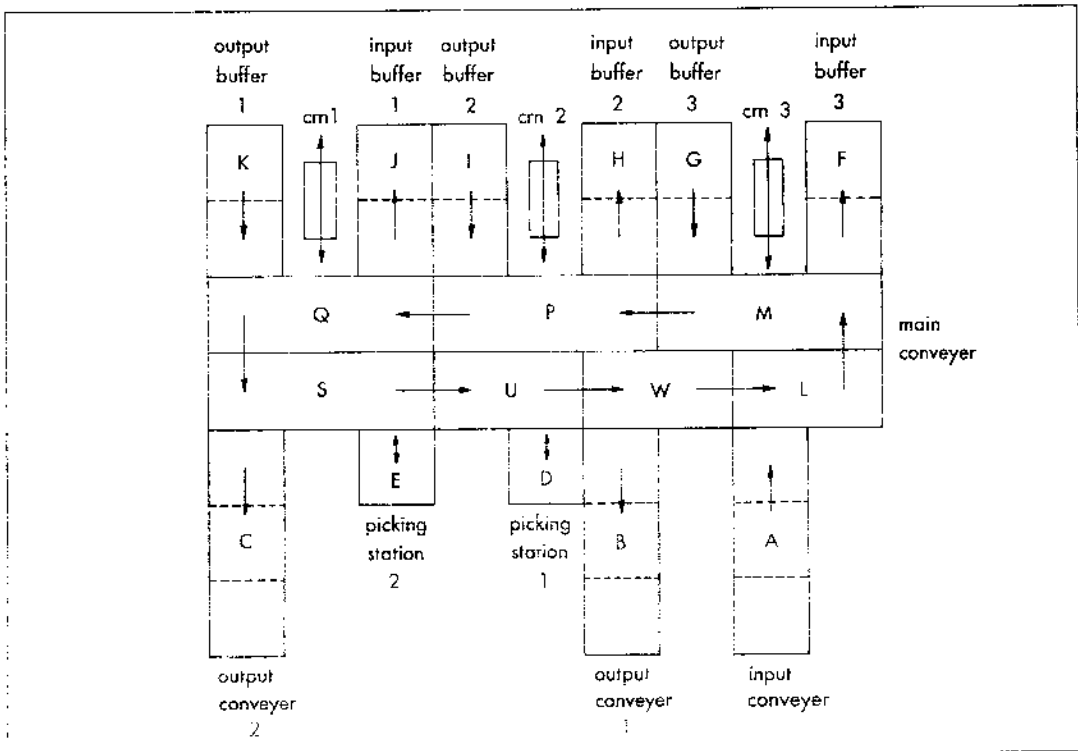 output
buffer
1
input
buffer
1
output
buffer
2
input
buffer
2
output
buffer
3
input
buffer
3
crn1
crn 2
crn 3
K
J
I
H
G
F
Q
P
M
main
conveyer
S
U
W
L
E
D
C
B
A
picking
station
2
picking
station
1
output
conveyer
2
output
conveyer
1
input
conveyer